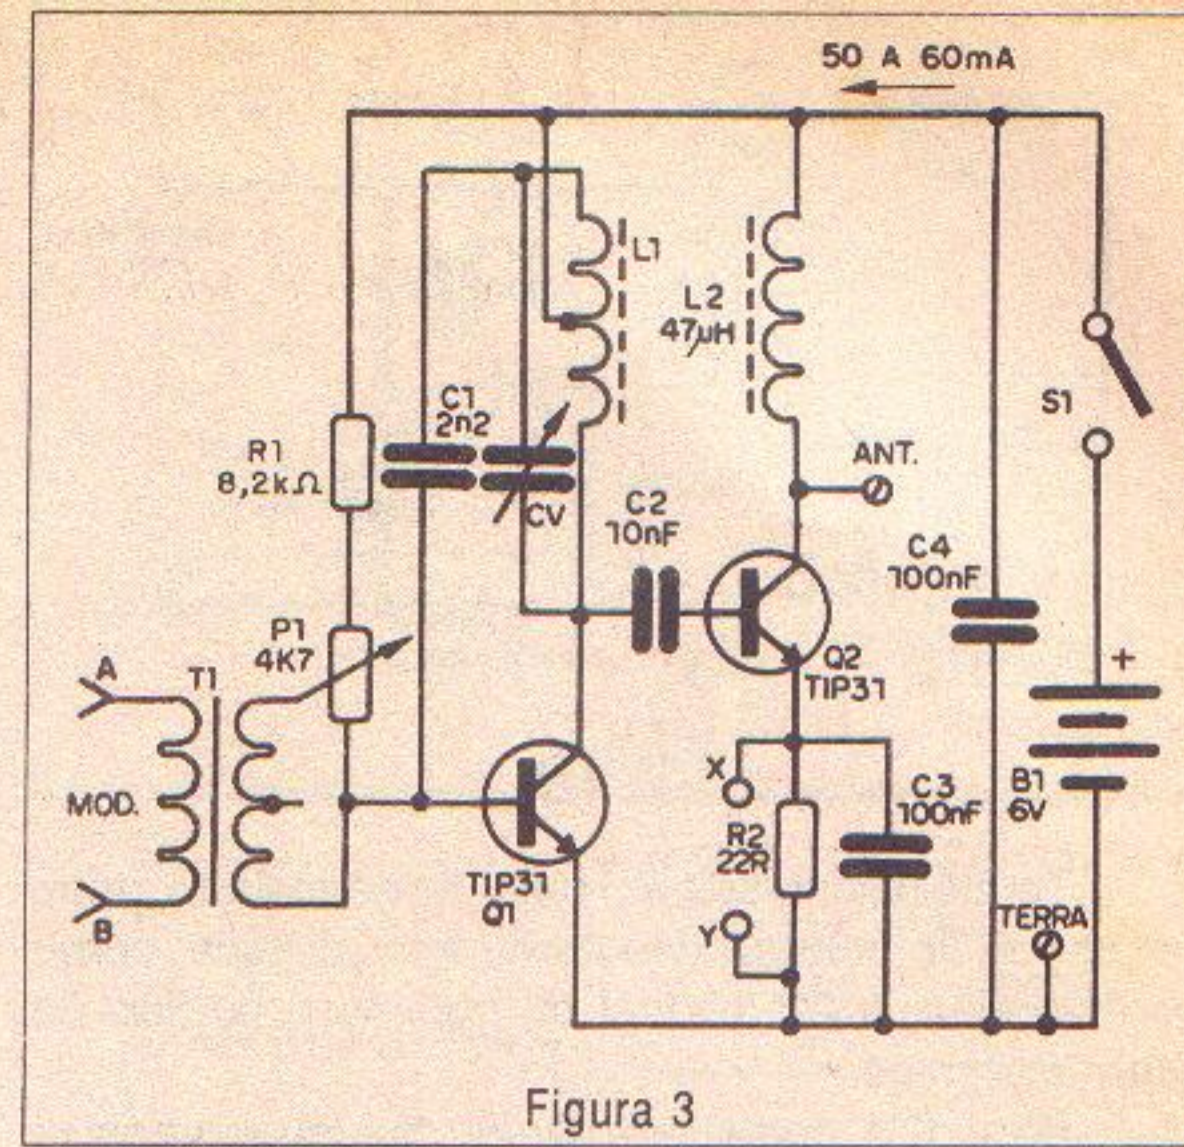 50 A 60mA
L1
L2
47µH
C1
2n2
S1
R1
8,2kΩ
ANT.
CV
C2
10nF
C4
100nF
P1
4K7
A
T1
Q2
TIP31
+
X
MOD.
C3
100nF
B1
6V
R2
22R
TIP31
Q1
Y
TERRA
B
Figura 3